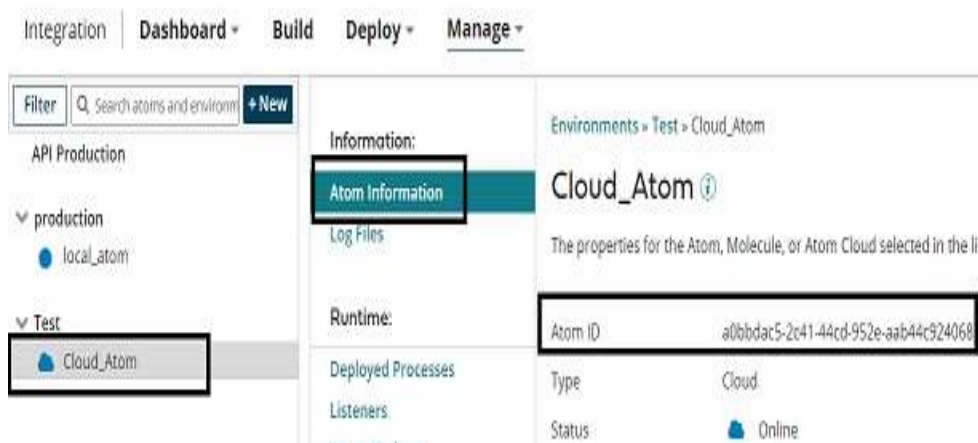 Integration Dashboard Build Deploy Manage
Filter Search atoms and environm + New
API Production
production
local_atom
Test
Cloud_Atom
Information:
Atom Information
Log Files
Runtime:
Deployed Processes
Listeners
Environments » Test » Cloud_Atom
Cloud_Atom
The properties for the Atom, Molecule, or Atom Cloud selected in the li
Atom ID a0bbdac5-2c41-44cd-952e-aab44c924068
Type Cloud
Status Online